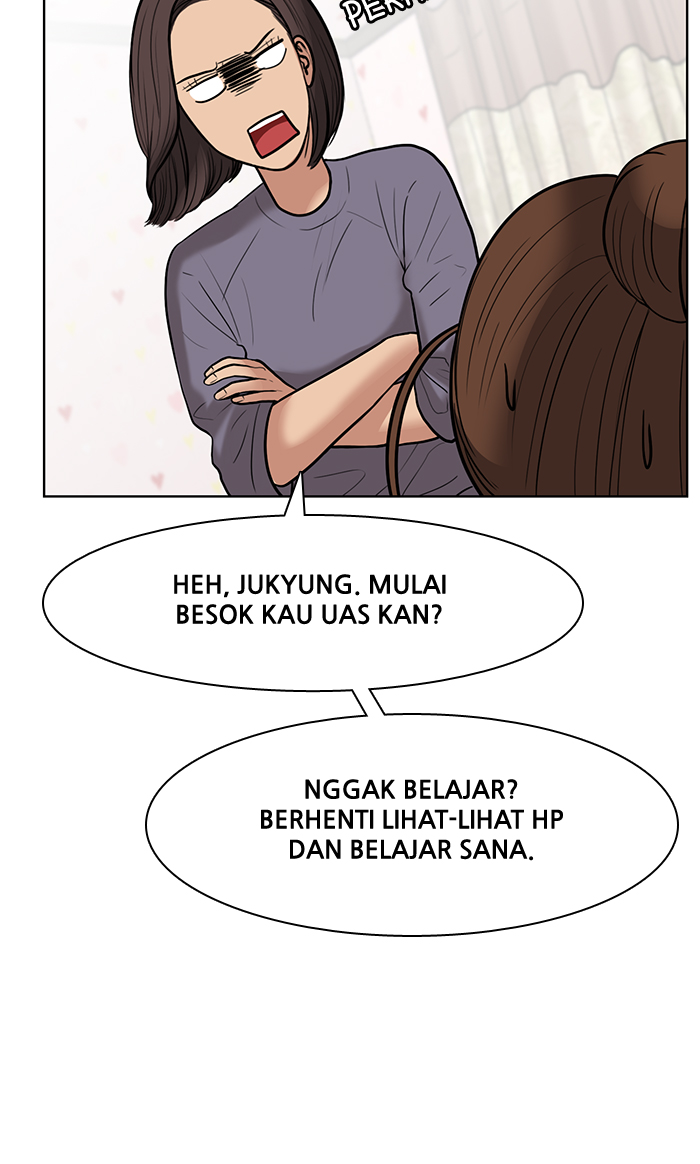 HEH, JUKYUNG. MULAI
BESOK KAU UAS KAN?
NGGAK BELAJAR?
BERHENTI LIHAT-LIHAT HP
DAN BELAJAR SANA.